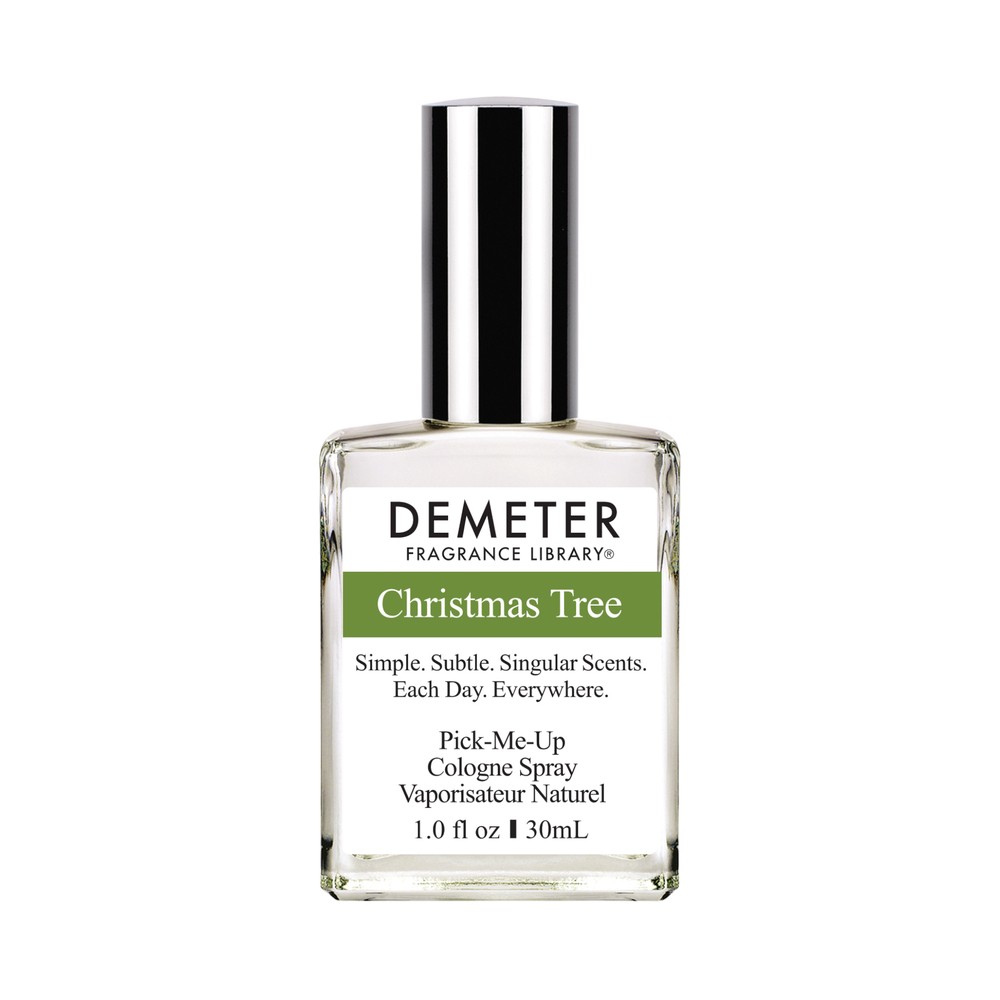 DEMETER
FRAGRANCE LIBRARY®
Christmas Tree
Simple. Subtle. Singular Scents.
Each Day. Everywhere.
Pick-Me-Up
Cologne Spray
Vaporisateur Naturel
1.0 fl oz ▮ 30mL